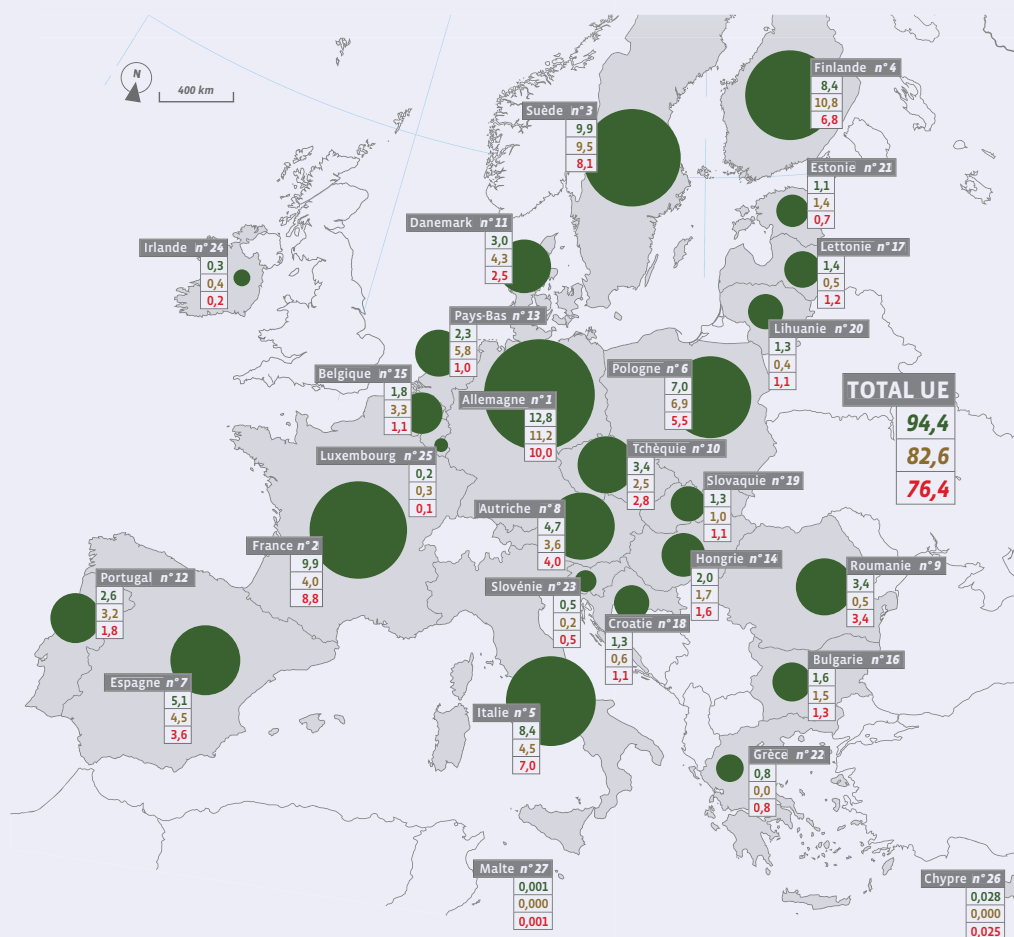 N
400 km
Finlande n°4
8,4
10,8
6,8
Suède n°3
9,9
9,5
8,1
Estonie n°21
1,1
1,4
0,7
Danemark n°11
3,0
4,3
2,5
Irlande n°24
0,3
0,4
0,2
Lettonie n°17
1,4
0,5
1,2
Pays-Bas n°13
2,3
5,8
1,0
Lihuanie n°20
1,3
0,4
1,1
Belgique n°15
1,8
3,3
1,1
Pologne n°6
7,0
6,9
5,5
Allemagne n°1
12,8
11,2
10,0
TOTAL UE
94,4
82,6
76,4
Luxembourg n°25
0,2
0,3
0,1
Tchèquie n°10
3,4
2,5
2,8
Slovaquie n°19
1,3
1,0
1,1
Autriche n°8
4,7
3,6
4,0
France n°2
9,9
4,0
8,8
Hongrie n°14
2,0
1,7
1,6
Roumanie n°9
3,4
0,5
3,4
Portugal n°12
2,6
3,2
1,8
Slovénie n°23
0,5
0,2
0,5
Croatie n°18
1,3
0,6
1,1
Bulgarie n°16
1,6
1,5
1,3
Espagne n°7
5,1
4,5
3,6
Italie n°5
8,4
4,5
7,0
Grèce n°22
0,8
0,0
0,8
Malte n°27
0,001
0,000
0,001
Chypre n°26
0,028
0,000
0,025